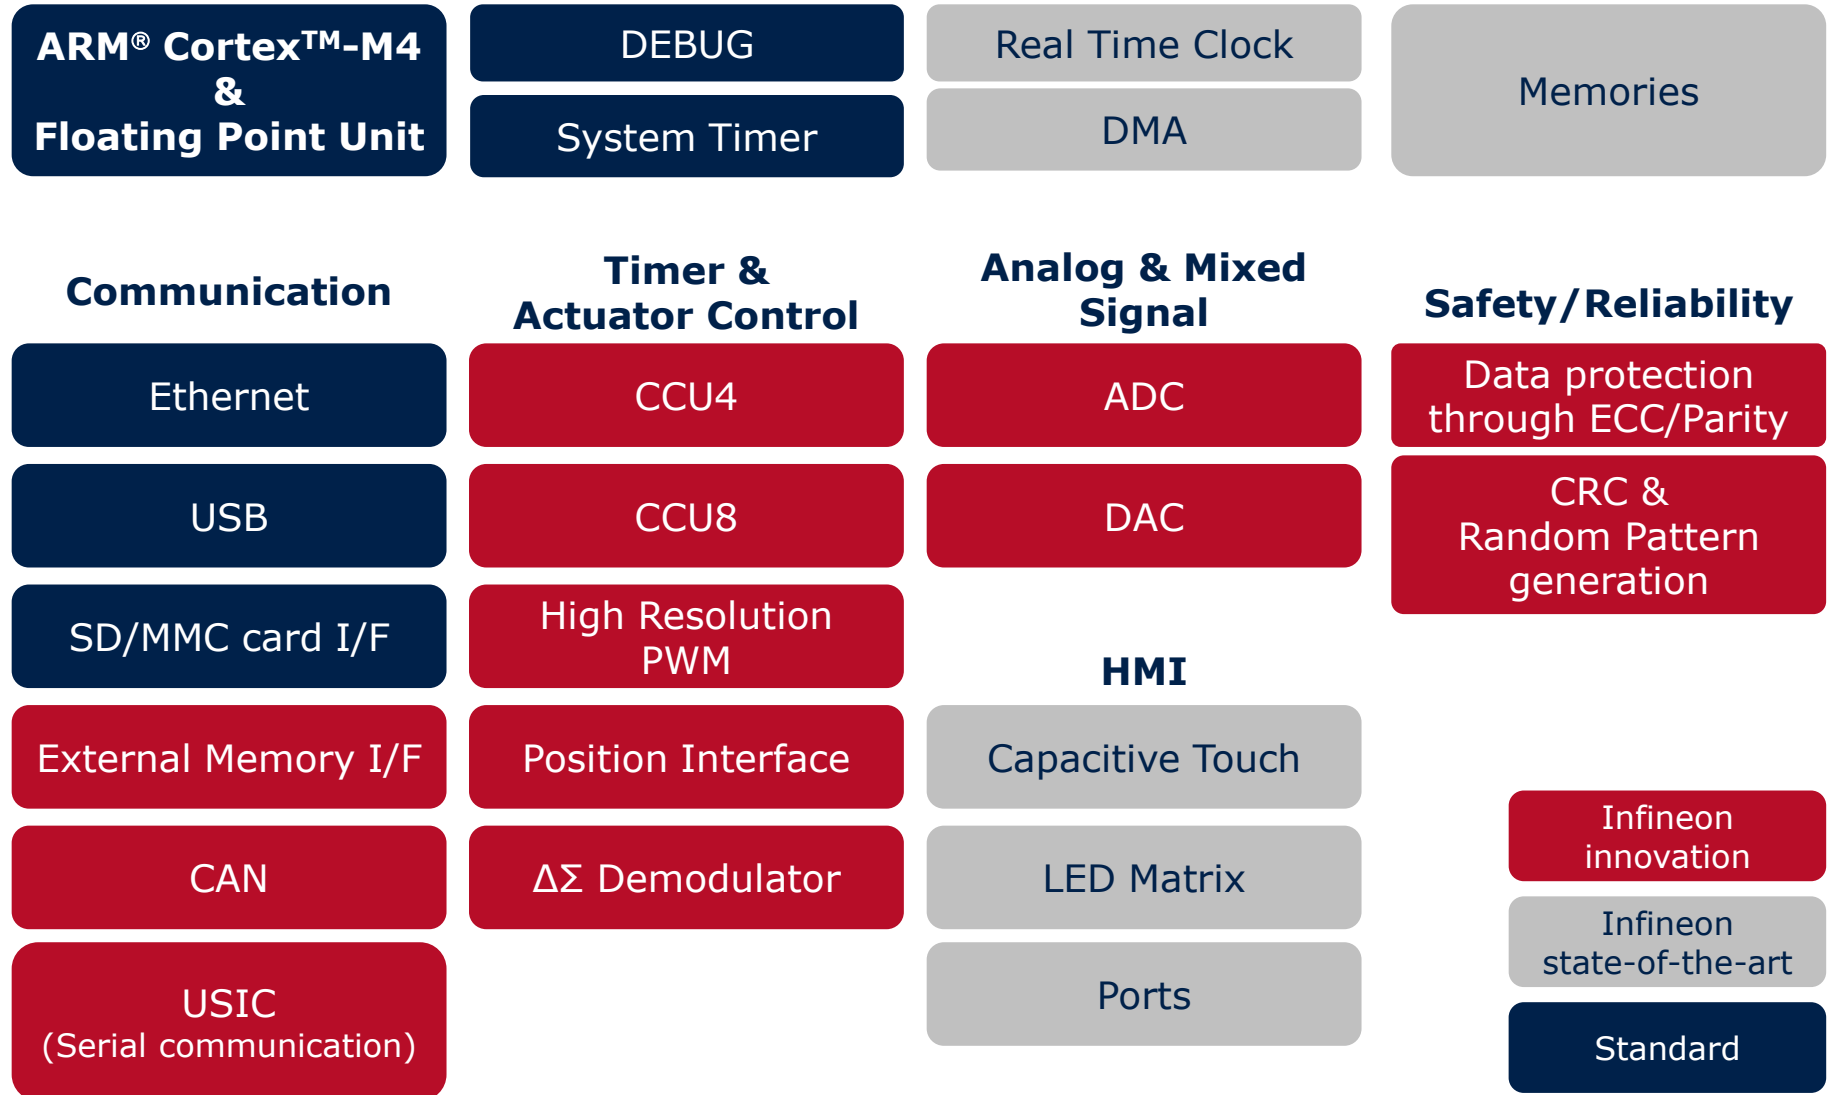 ARM® Cortex™-M4
&
Floating Point Unit
DEBUG
System Timer
Real Time Clock
DMA
Memories
Communication
Ethernet
USB
SD/MMC card I/F
External Memory I/F
CAN
USIC
(Serial communication)
Timer &
Actuator Control
CCU4
CCU8
High Resolution
PWM
Position Interface
ΔΣ Demodulator
Analog & Mixed
Signal
ADC
DAC
HMI
Capacitive Touch
LED Matrix
Ports
Safety/Reliability
Data protection
through ECC/Parity
CRC &
Random Pattern
generation
Infineon
innovation
Infineon
state-of-the-art
Standard